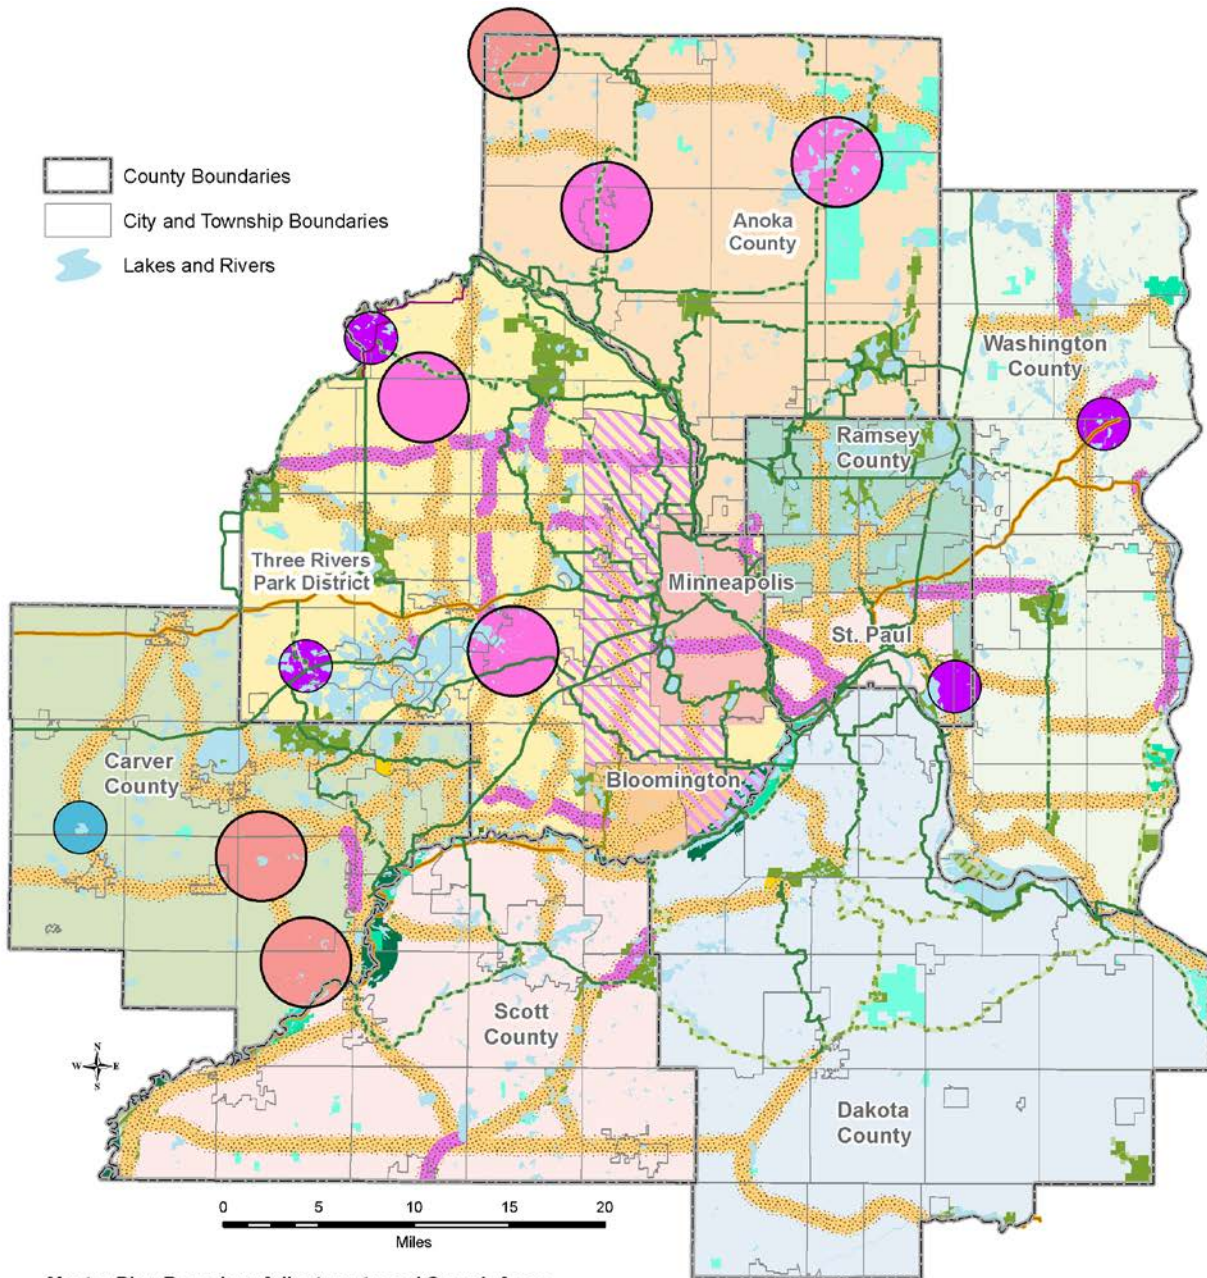 County Boundaries
City and Township Boundaries
Lakes and Rivers
Anoka
County
Washington
County
Ramsey
County
Three Rivers
Park District
Minneapolis
St. Paul
Carver
County
Bloomington
Scott
County
N
W E
S
Dakota
County
0 5 10 15 20
Miles